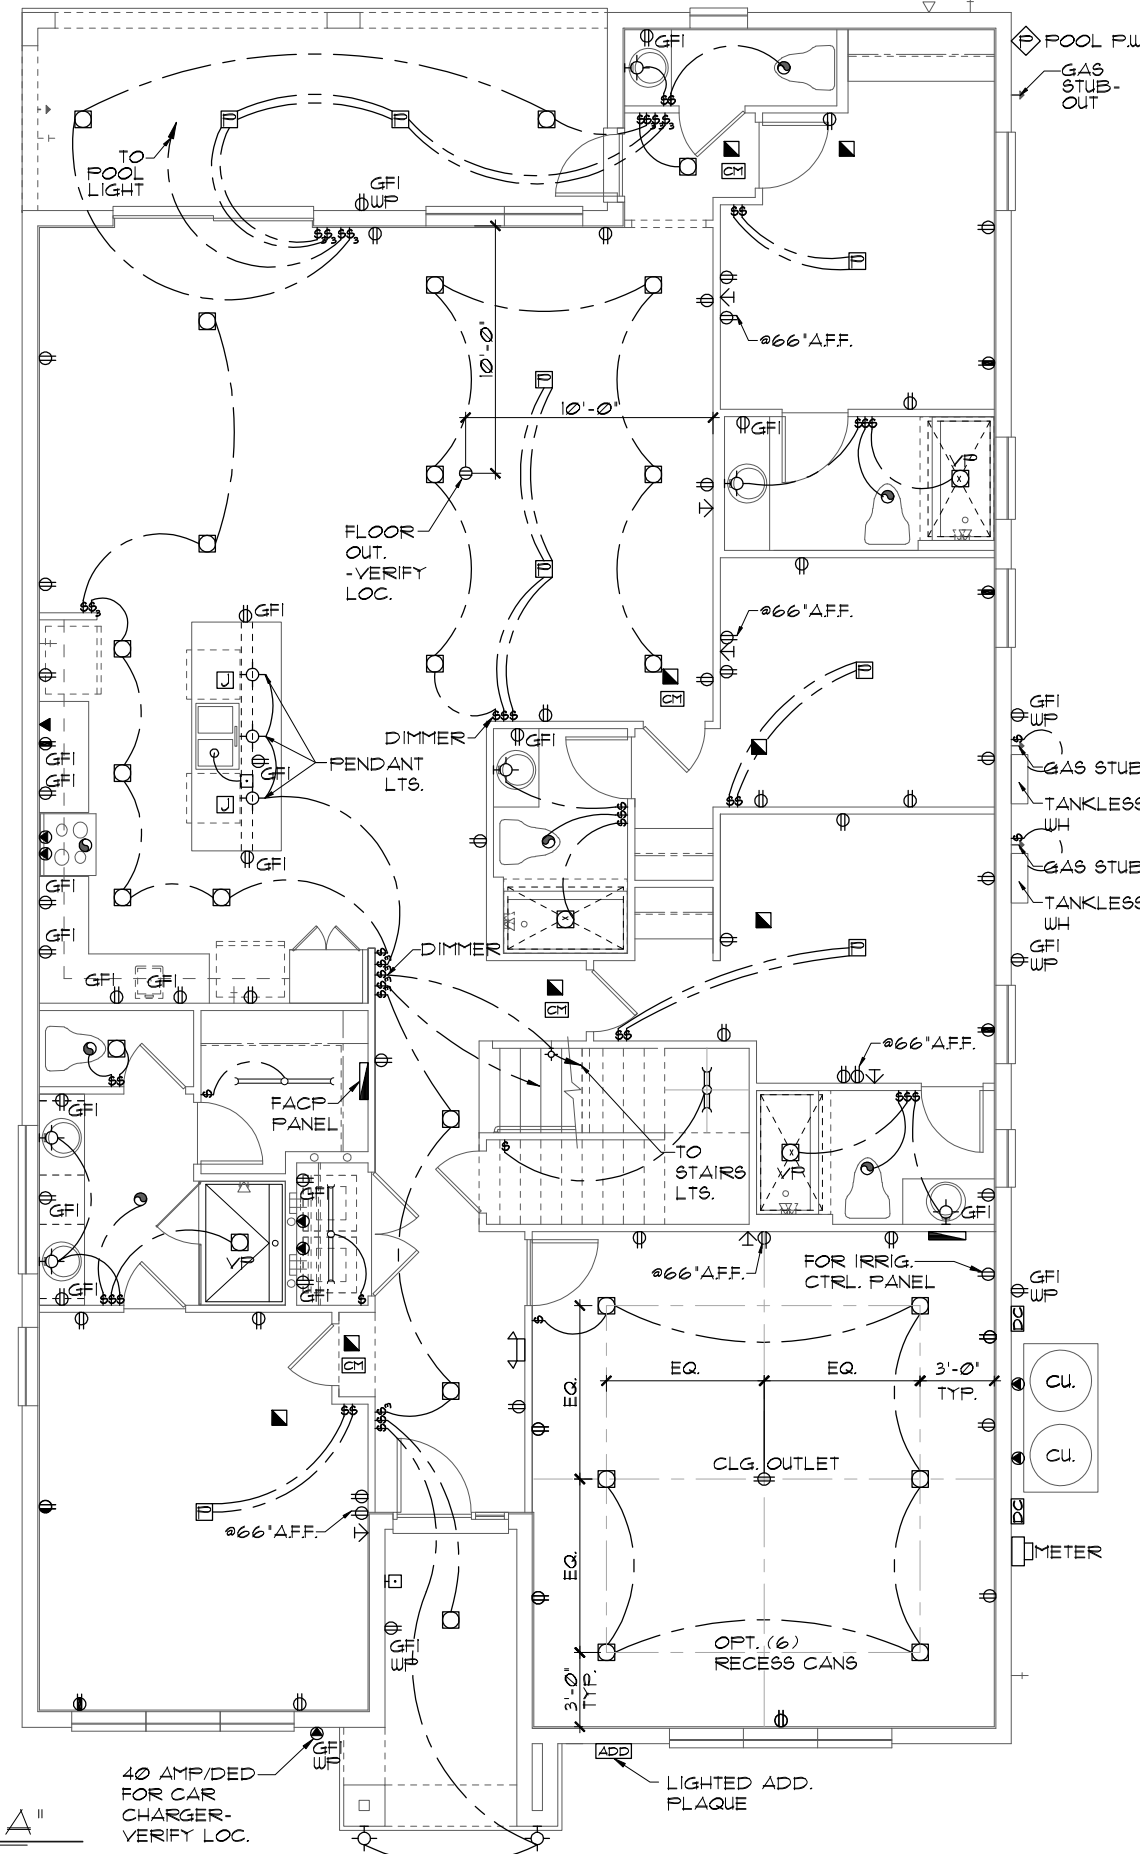 GFI
P POOL P.W
GAS
STUB-
OUT
TO
POOL
LIGHT
GFI
WP
CM
10'-0"
@66"A.F.F.
10'-0"
GFI
FLOOR
OUT.
-VERIFY
LOC.
GFI
@66"A.F.F.
J
CM
DIMMER
GFI
GFI
WP
GFI
GFI
GFI
PENDANT
LTS.
GAS STUB
J
TANKLESS
WH
GFI
GAS STUB
GFI
TANKLESS
WH
GFI
DIMMER
GFI
WP
GFI
GFI
CM
@66"A.F.F.
FACP
PANEL
GFI
TO
STAIRS
LTS.
GFI
GFI
GFI
VP
@66"A.F.F.
FOR IRRIG.
CTRL. PANEL
GFI
GFI
GFI
WP
DC
CM
EQ.
EQ.
3'-0"
TYP.
EQ.
CU.
CLG. OUTLET
CU.
DC
@66"A.F.F.
METER
EQ.
GFI
WP
OPT. (6)
RECESS CANS
3'-0"
TYP.
GFI
WP
ADD
40 AMP/DED
FOR CAR
CHARGER-
VERIFY LOC.
LIGHTED ADD.
PLAQUE
A"